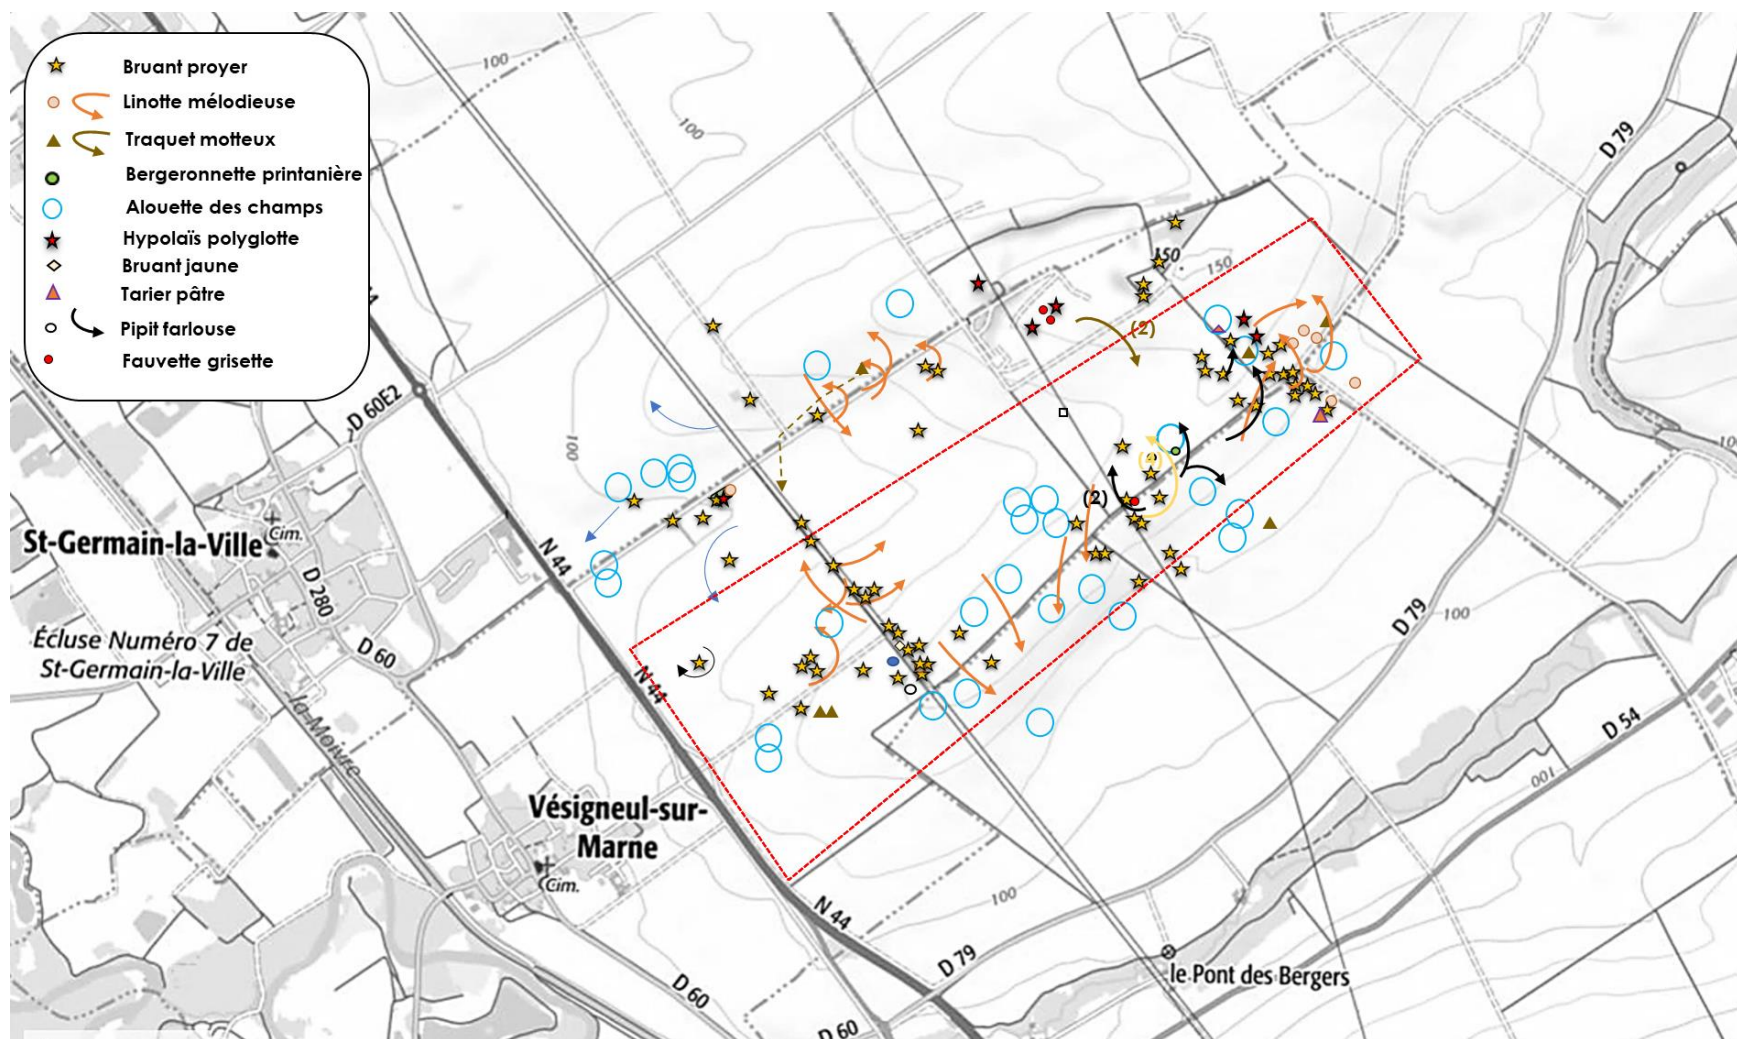 Bruant proyer
Linotte mélodieuse
Traquet motteux
Bergeronnette printanière
Alouette des champs
Hypolaïs polyglotte
Bruant jaune
Tarier pâtre
Pipit farlouse
Fauvette grisette
100
100
D 79
150
150
(2)
D 60E2
100
(2)
St-Germain-la-Ville
Cim.
N 44
D 280
Écluse Numéro 7 de
St-Germain-la-Ville
D 60
N 44
la Moivre
D 79
100
D 54
100
Vésigneul-sur-
Marne
Cim.
N 44
100
D 79
le Pont des Bergers
D 60
D 60